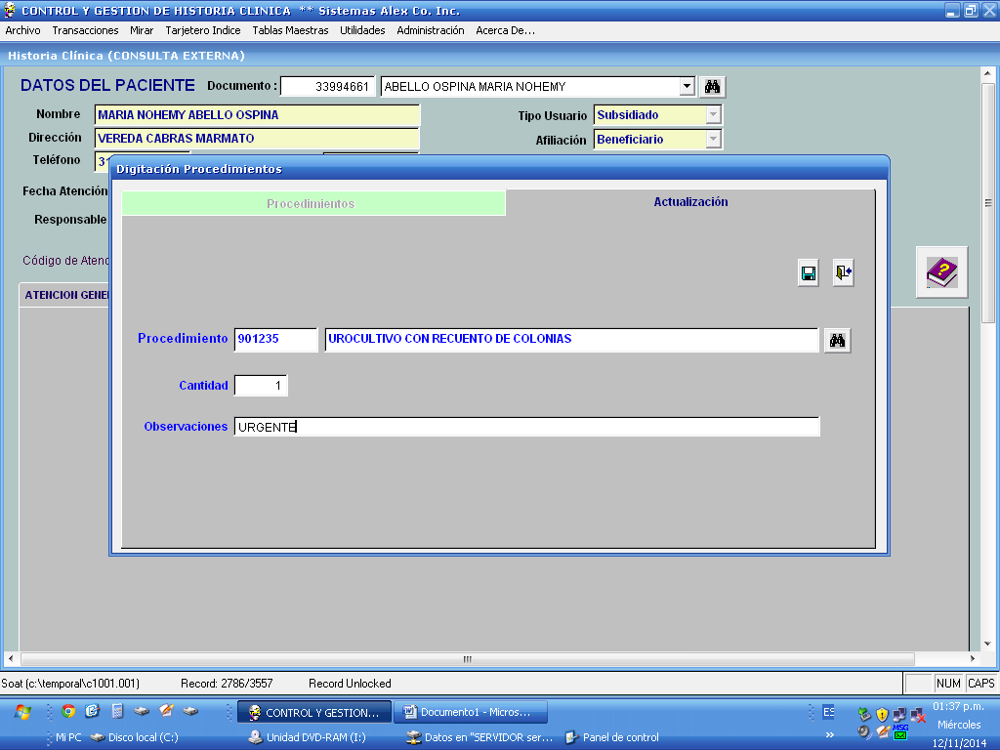 CONTROL Y GESTION DE HISTORIA CLINICA ** Sistemas Alex Co. Inc.
Archivo Transacciones Mirar Tarjetero Indice Tablas Maestras Utilidades Administración Acerca De...
Historia Clínica (CONSULTA EXTERNA)
DATOS DEL PACIENTE Documento : 33994661 ABELLO OSPINA MARIA NOHEMY
Nombre MARIA NOHEMY ABELLO OSPINA Tipo Usuario Subsidiado
Dirección VEREDA CABRAS MARMATO Afiliación Beneficiario
Teléfono 31
Digitación Procedimientos
Fecha Atención
Procedimientos Actualización
Responsable
Código de Atenc
ATENCION GENE
Procedimiento 901235 UROCULTIVO CON RECUENTO DE COLONIAS
Cantidad 1
Observaciones URGENTE
Soat (c:\temporal\c1001.001) Record: 2786/3557 Record Unlocked NUM CAPS
CONTROL Y GESTION... Documento1 - Micros... ES 01:37 p.m.
MSG Miércoles
Mi PC Disco local (C:) Unidad DVD-RAM (I:) Datos en "SERVIDOR ser... Panel de control » 12/11/2014